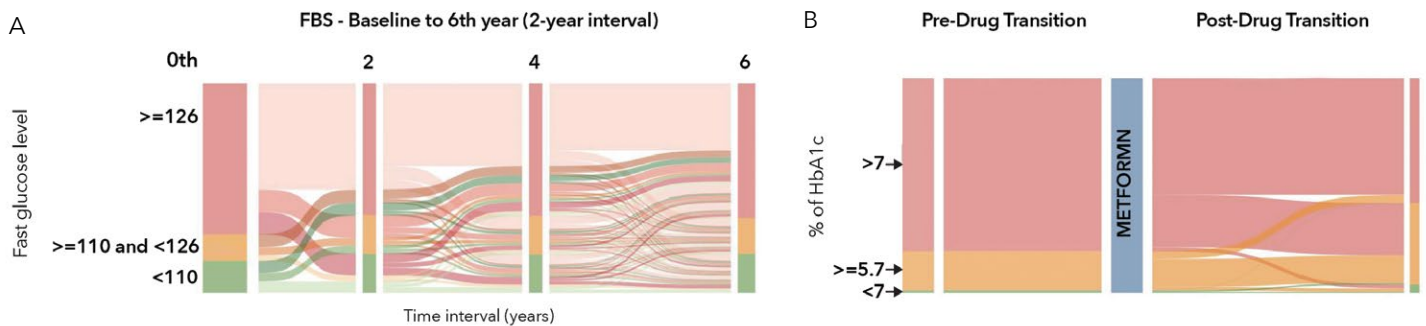 A
FBS - Baseline to 6th year (2-year interval)
0th
2
4
6
Fast glucose level
>=126
>=110 and <126
<110
Time interval (years)
B
Pre-Drug Transition
Post-Drug Transition
% of HbA1c
>7
>=5.7
<7
METFORMN